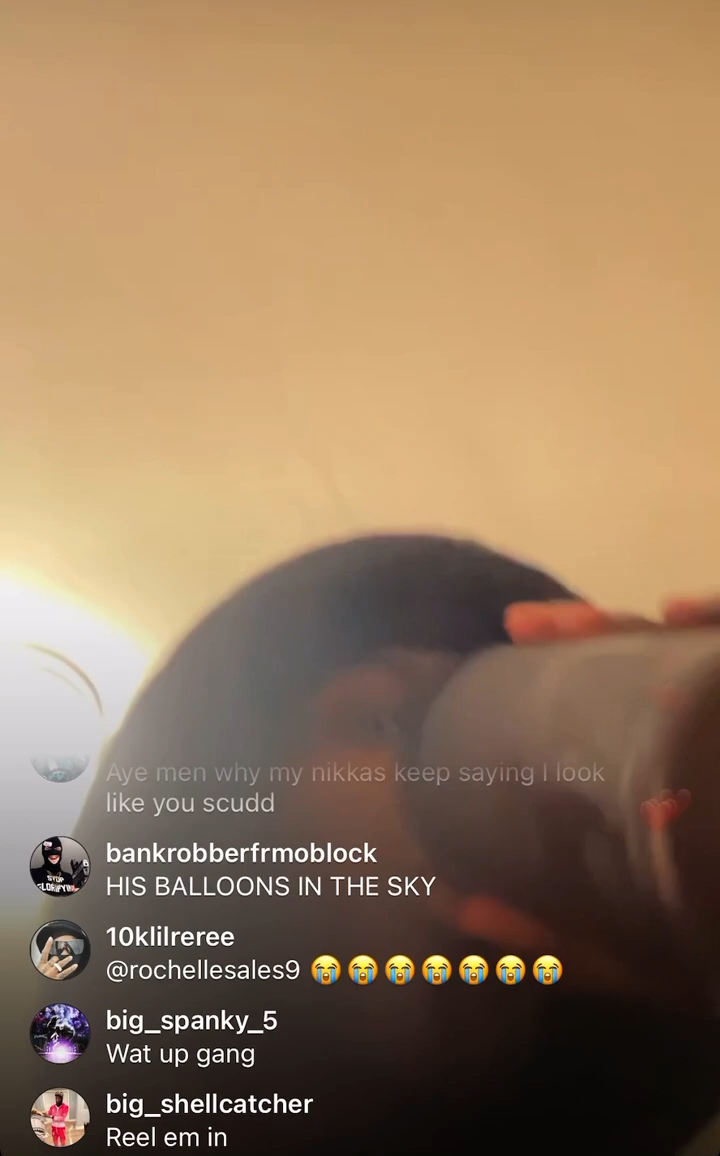 Aye men why my nikkas keep saying I look
like you scudd
bankrobberfrmoblock
HIS BALLOONS IN THE SKY
10klilreree
@rochellesales9 😭😭😭😭😭😭😭
big_spanky_5
Wat up gang
big_shellcatcher
Reel em in